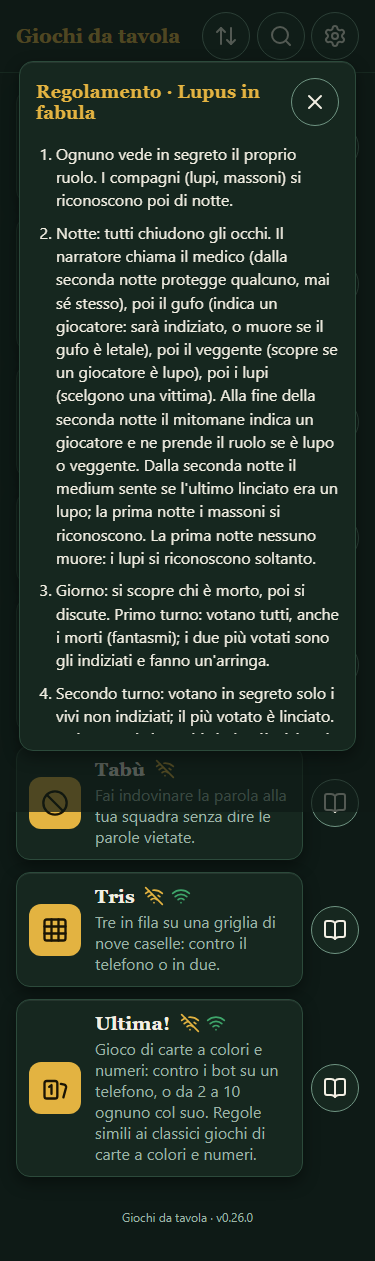 Giochi da tavola
Regolamento · Lupus in
fabula
1. Ognuno vede in segreto il proprio
ruolo. I compagni (lupi, massoni) si
riconoscono poi di notte.
2. Notte: tutti chiudono gli occhi. Il
narratore chiama il medico (dalla
seconda notte protegge qualcuno, mai
sé stesso), poi il gufo (indica un
giocatore: sarà indiziato, o muore se il
gufo è letale), poi il veggente (scopre se
un giocatore è lupo), poi i lupi
(scelgono una vittima). Alla fine della
seconda notte il mitomane indica un
giocatore e ne prende il ruolo se è lupo
o veggente. Dalla seconda notte il
medium sente se l'ultimo linciato era un
lupo; la prima notte i massoni si
riconoscono. La prima notte nessuno
muore: i lupi si riconoscono soltanto.
3. Giorno: si scopre chi è morto, poi si
discute. Primo turno: votano tutti, anche
i morti (fantasmi); i due più votati sono
gli indiziati e fanno un'arringa.
4. Secondo turno: votano in segreto solo i
vivi non indiziati; il più votato è linciato.
Tabù
Fai indovinare la parola alla
tua squadra senza dire le
parole vietate.
Tris
Tre in fila su una griglia di
nove caselle: contro il
telefono o in due.
Ultima!
Gioco di carte a colori e
numeri: contro i bot su un
telefono, o da 2 a 10
ognuno col suo. Regole
simili ai classici giochi di
carte a colori e numeri.
Giochi da tavola · v0.26.0